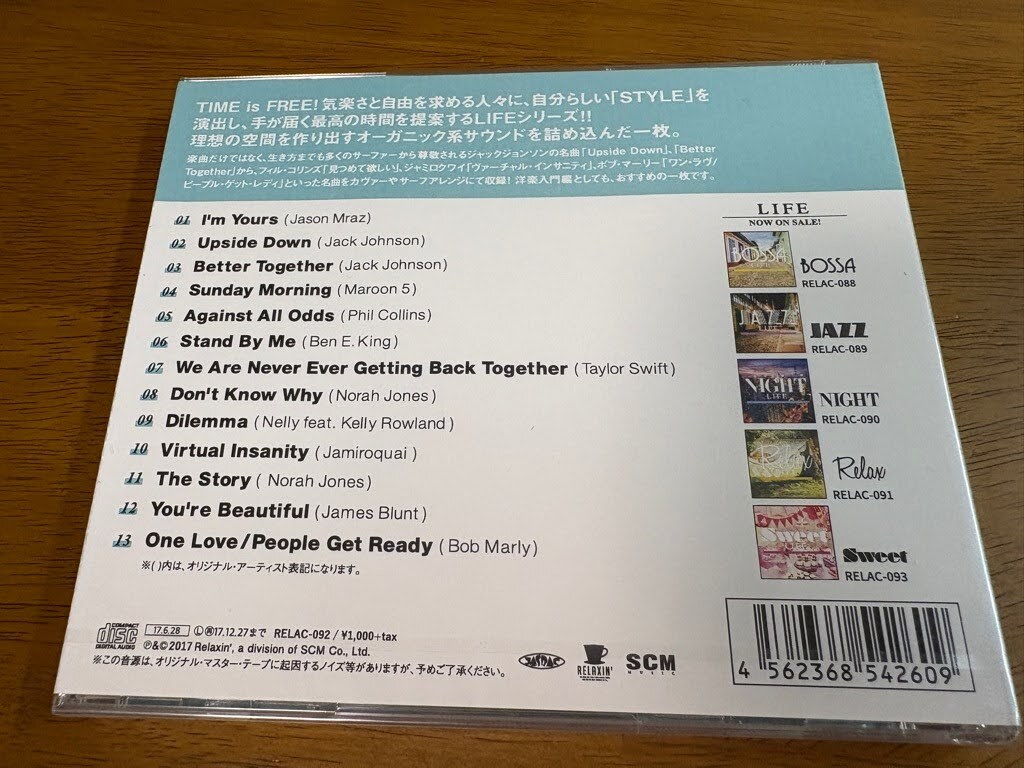 TIME is FREE! 気楽さと自由を求める人々に、自分らしい「STYLE」を
演出し、手が届く最高の時間を提案するLIFEシリーズ!!
理想の空間を作り出すオーガニック系サウンドを詰め込んだ一枚。
楽曲だけではなく、生き方までも多くのサーファーから尊敬されるジャックジョンソンの名曲「Upside Down」、「Better
Together」から、フィル・コリンズ「見つめて欲しい」、ジャミロクワイ「ヴァーチャル・インサニティ」、ボブ・マーリー「ワン・ラヴ/
ピープル・ゲット・レディ」といった名曲をカヴァーやサーフアレンジにて収録! 洋楽入門編としても、おすすめの一枚です。
01 I'm Yours (Jason Mraz)
02 Upside Down (Jack Johnson)
03 Better Together (Jack Johnson)
04 Sunday Morning (Maroon 5)
05 Against All Odds (Phil Collins)
06 Stand By Me (Ben E. King)
07 We Are Never Ever Getting Back Together (Taylor Swift)
08 Don't Know Why (Norah Jones)
09 Dilemma (Nelly feat. Kelly Rowland)
10 Virtual Insanity (Jamiroquai)
11 The Story (Norah Jones)
12 You're Beautiful (James Blunt)
13 One Love/People Get Ready (Bob Marly)
※( )内は、オリジナル・アーティスト表記になります。
LIFE
NOW ON SALE!
BOSSA
LIFE
BOSSA
RELAC-088
JAZZ
JAZZ
RELAC-089
NIGHT
LIFE
NIGHT
RELAC-090
Relax
Relax
RELAC-091
Sweet
Sweet
RELAC-093
COMPACT
disc
DIGITAL AUDIO
17.6.28 Ⓛ㊢17.12.27まで RELAC-092 / ¥1,000+tax
℗&©2017 Relaxin', a division of SCM Co., Ltd.
※この音源は、オリジナル・マスター・テープに起因するノイズ等がありますが、予めご了承ください。
JASRAC
RELAXIN'
SCM
MUSIC
4 562368 542609